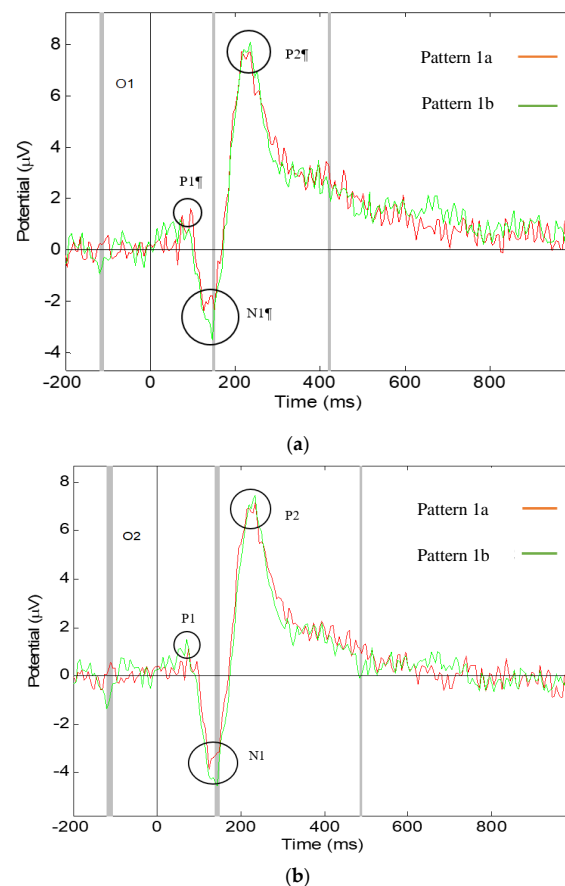 8
P2¶
Pattern 1a
O1
6
Pattern 1b
Potential (µV)
4
P1¶
2
0
-2
N1¶
-4
-200 0 200 400 600 800
Time (ms)
(a)
8
Pattern 1a
P2
6
O2
Pattern 1b
Potential (µV)
4
P1
2
0
-2
N1
-4
-200 0 200 400 600 800
Time (ms)
(b)